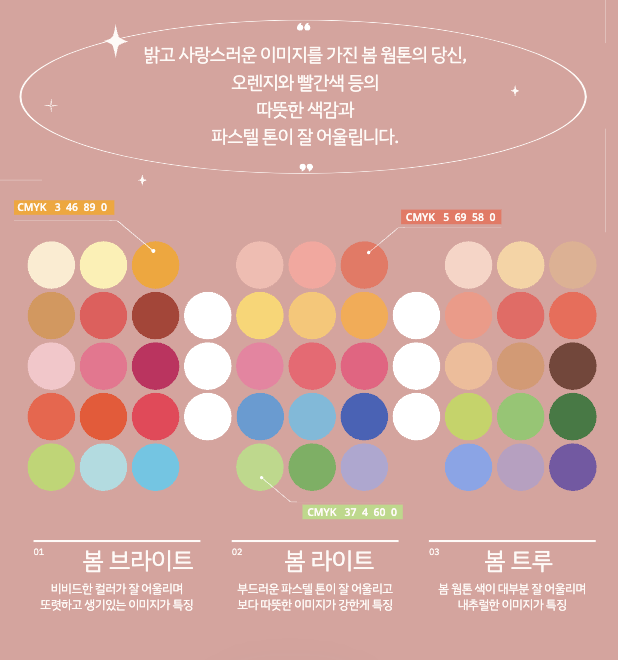 ❝
밝고 사랑스러운 이미지를 가진 봄 웜톤의 당신,
오렌지와 빨간색 등의
따뜻한 색감과
파스텔 톤이 잘 어울립니다.
❞
CMYK 3 46 89 0
CMYK 5 69 58 0
CMYK 37 4 60 0
01 봄 브라이트
비비드한 컬러가 잘 어울리며
또렷하고 생기있는 이미지가 특징
02 봄 라이트
부드러운 파스텔 톤이 잘 어울리고
보다 따뜻한 이미지가 강한게 특징
03 봄 트루
봄 웜톤 색이 대부분 잘 어울리며
내추럴한 이미지가 특징